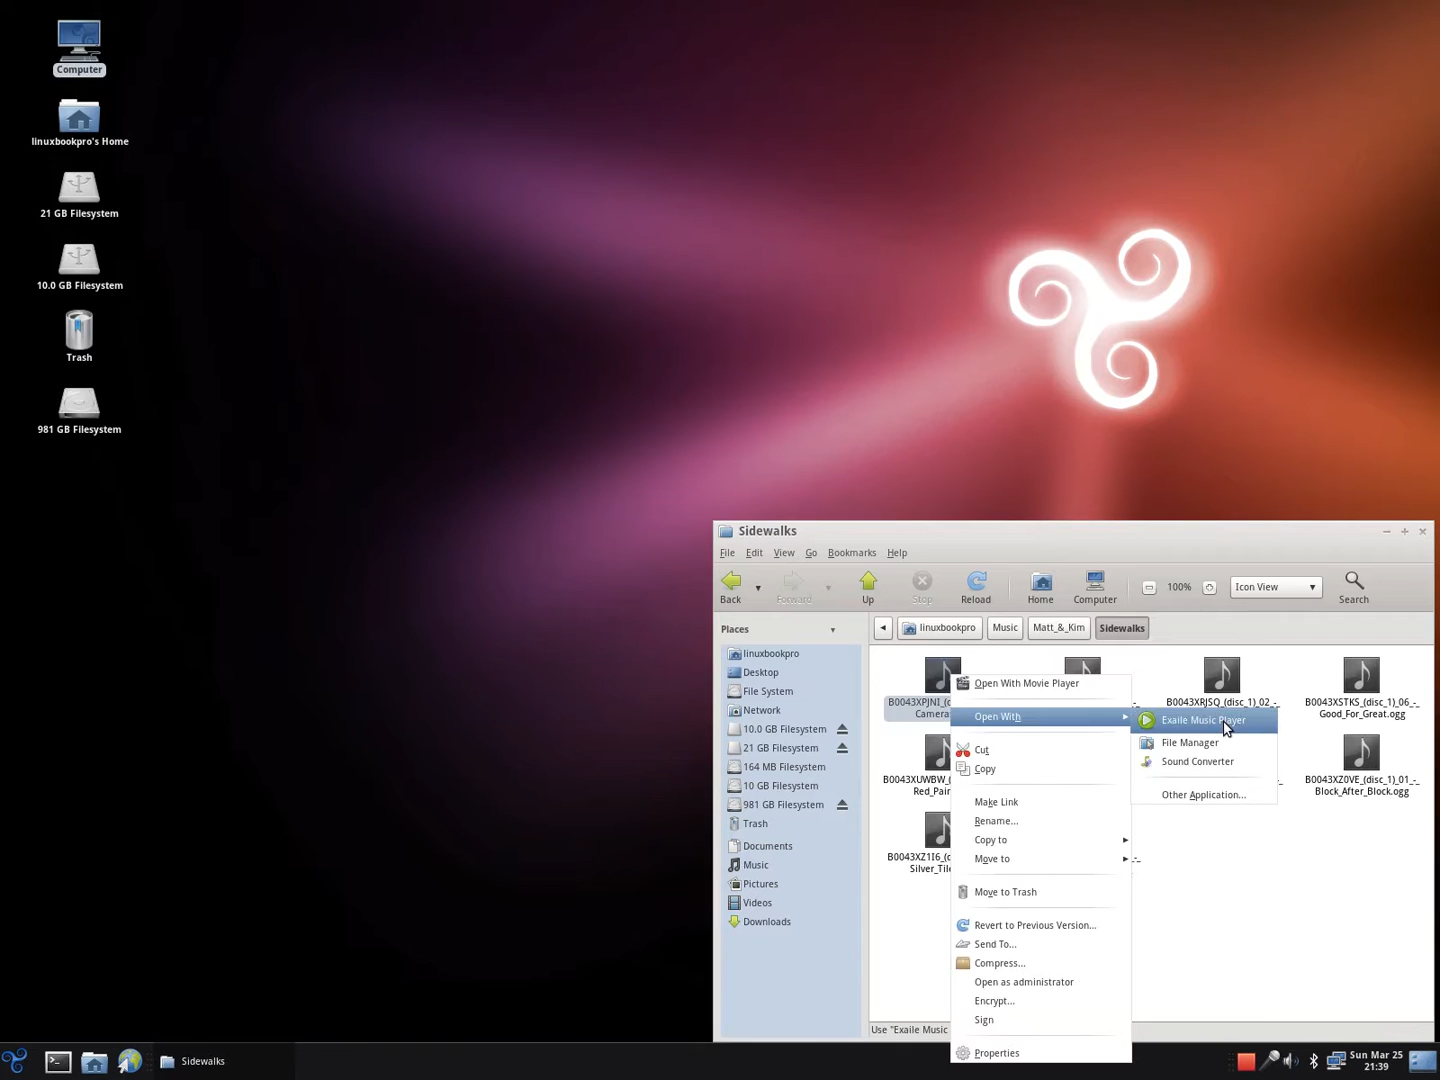 Computer
linuxbookpro's Home
21 GB Filesystem
10.0 GB Filesystem
Trash
981 GB Filesystem
Sidewalks
File Edit View Go Bookmarks Help
Back Forward Up Stop Reload Home Computer 100% Icon View Search
Places
linuxbookpro Music Matt_&_Kim Sidewalks
linuxbookpro
Desktop
File System
Network
10.0 GB Filesystem
21 GB Filesystem
164 MB Filesystem
10 GB Filesystem
981 GB Filesystem
Trash
Documents
Music
Pictures
Videos
Downloads
B0043XPJNI_(d
Cameras
B0043XRJSQ_(disc_1)_02_-_
B0043XSTKS_(disc_1)_06_-_
Good_For_Great.ogg
B0043XUWBW_
Red_Pain
B0043XZ0VE_(disc_1)_01_-_
Block_After_Block.ogg
B0043XZ1I6_(d
Silver_Tile
Open With Movie Player
Open With
Cut
Copy
Make Link
Rename...
Copy to
Move to
Move to Trash
Revert to Previous Version...
Send To...
Compress...
Open as administrator
Encrypt...
Sign
Properties
Exaile Music Player
File Manager
Sound Converter
Other Application...
Use "Exaile Music
Sidewalks
Sun Mar 25
21:39